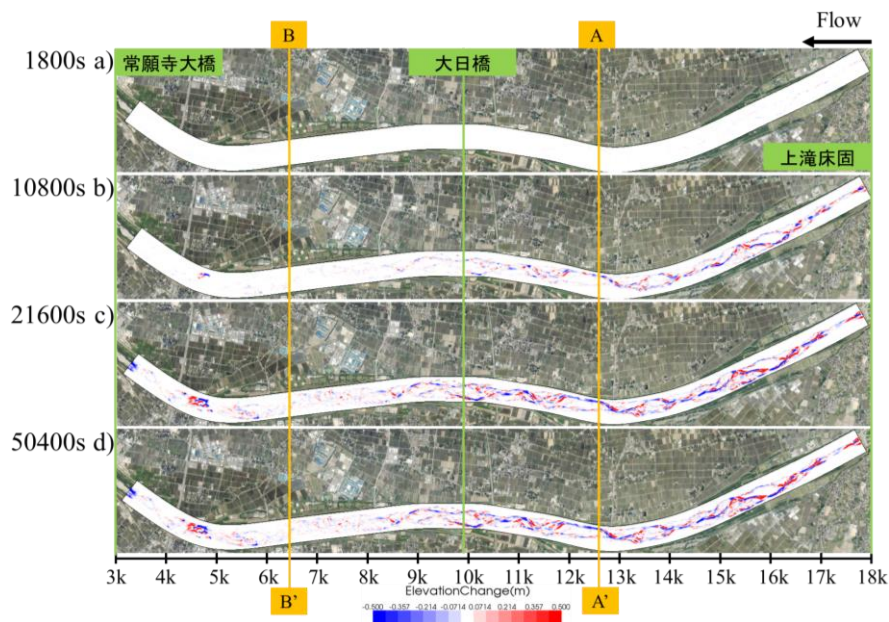 Flow
B
A
1800s a)
常願寺大橋
大日橋
上滝床固
10800s b)
21600s c)
50400s d)
3k 4k 5k 6k 7k 8k 9k 10k 11k 12k 13k 14k 15k 16k 17k 18k
ElevationChange(m)
B’
A’
-0.500 -0.357 -0.214 -0.0714 0.0714 0.214 0.357 0.500